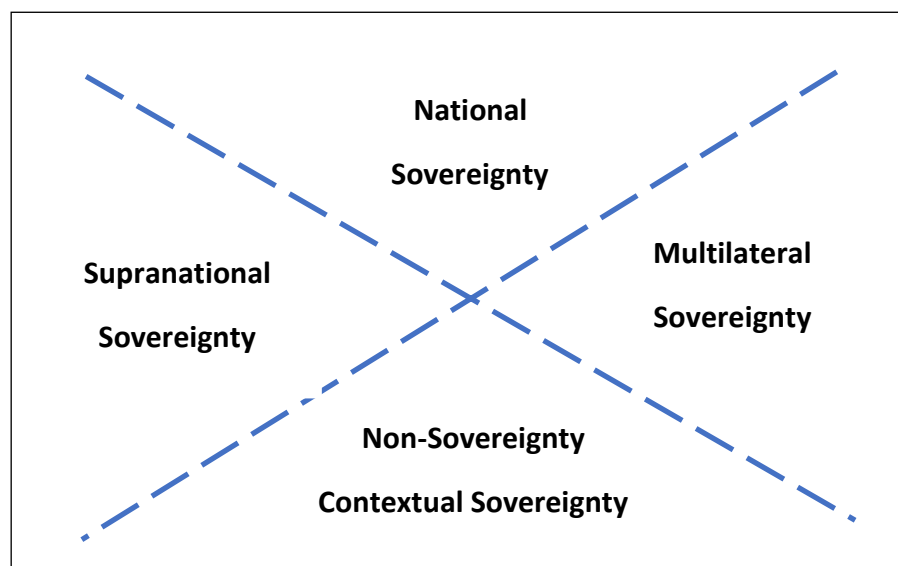 National
Sovereignty
Supranational
Sovereignty
Multilateral
Sovereignty
Non-Sovereignty
Contextual Sovereignty